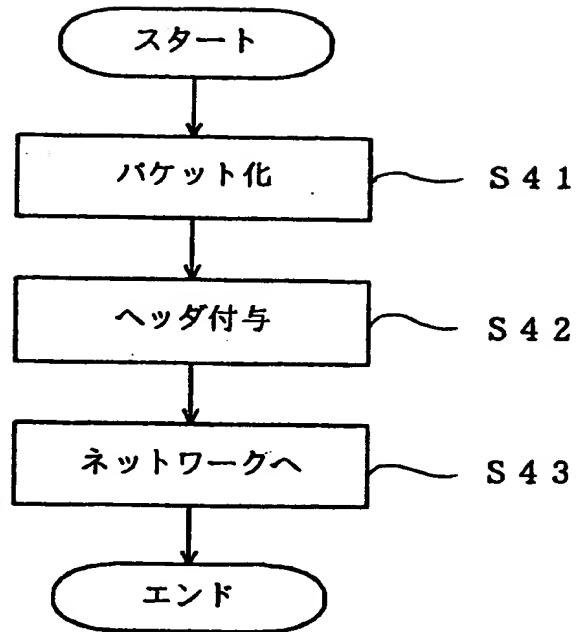 スタート
パケット化
S41
ヘッダ付与
S42
ネットワークへ
S43
エンド